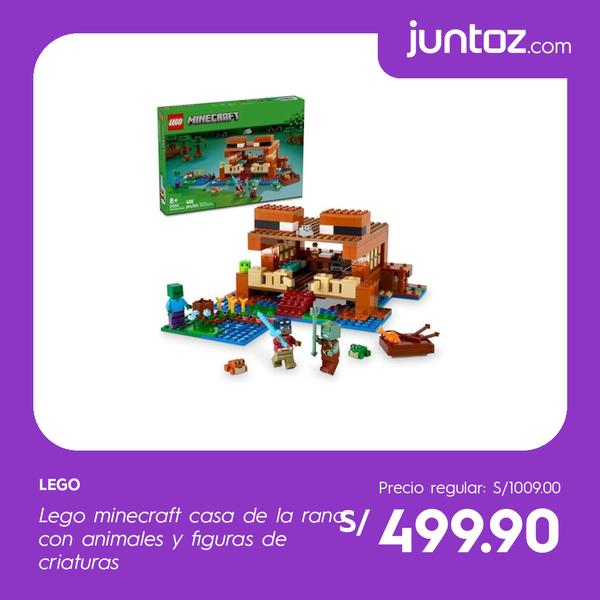 juntoz.com
LEGO
MINECRAFT
8+
LEGO
Precio regular: S/1009.00
Lego minecraft casa de la rana
con animales y figuras de
criaturas
S/ 499.90